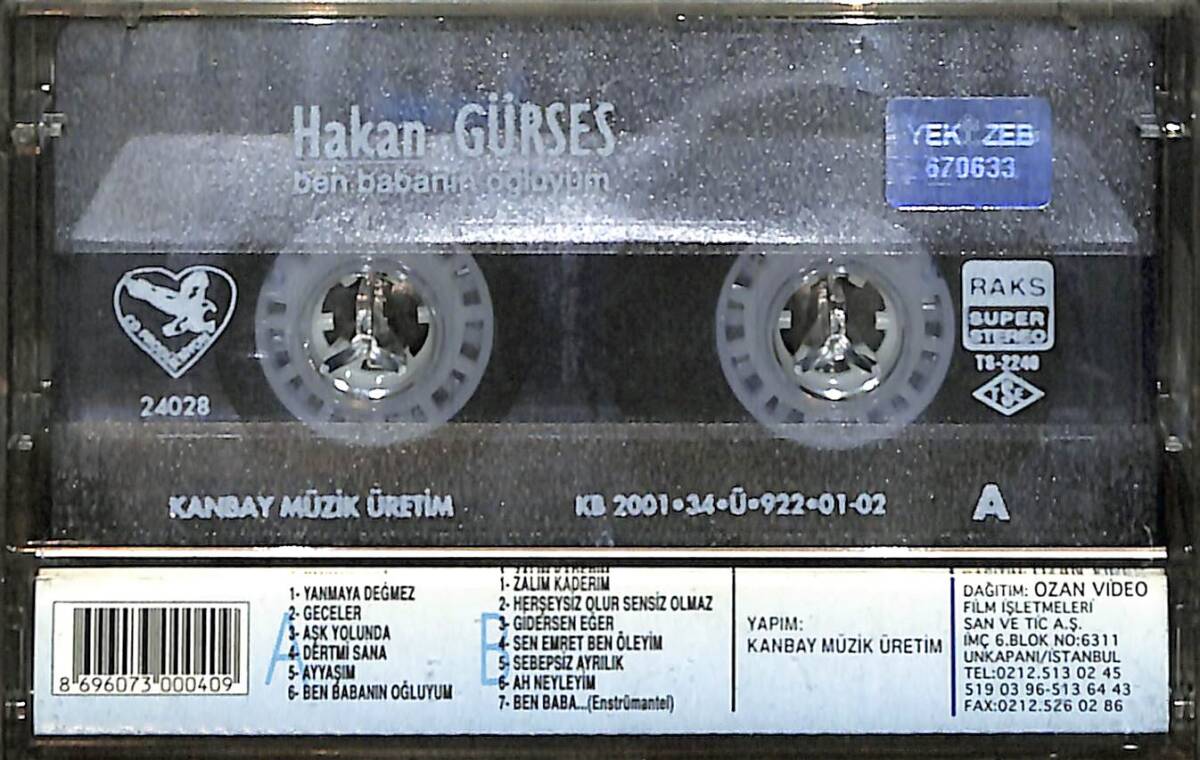 Hakan GÜRSES
ben babanın oğluyum
YEK ZEB
670633
RAKS
SUPER
STEREO
TS-2240
TSE
24028
KANBAY MÜZİK ÜRETİM
KB 2001•34•Ü•922•01-02
A
8 696073 000409
A
1- YANMAYA DEĞMEZ
2- GECELER
3- AŞK YOLUNDA
4- DERTMİ SANA
5- AYYAŞIM
6- BEN BABANIN OĞLUYUM
B
1- ZALIM KADERIM
2- HERŞEYSIZ OLUR SENSİZ OLMAZ
3- GİDERSEN EĞER
4- SEN EMRET BEN ÖLEYİM
5- SEBEPSİZ AYRILIK
6- AH NEYLEYİM
7- BEN BABA...(Enstrümantel)
YAPIM:
KANBAY MÜZİK ÜRETİM
DAĞITIM: OZAN VİDEO
FİLM İŞLETMELERİ
SAN VE TİC A.Ş.
İMÇ 6.BLOK NO:6311
UNKAPANI/İSTANBUL
TEL:0212.513 02 45
519 03 96-513 64 43
FAX:0212.526 02 86